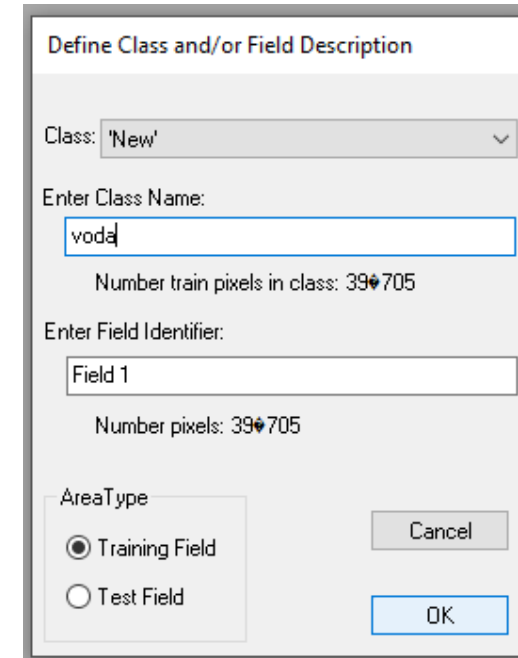 Define Class and/or Field Description
Class: 'New'
Enter Class Name:
voda
Number train pixels in class: 39�705
Enter Field Identifier:
Field 1
Number pixels: 39�705
AreaType
Training Field
Cancel
Test Field
OK